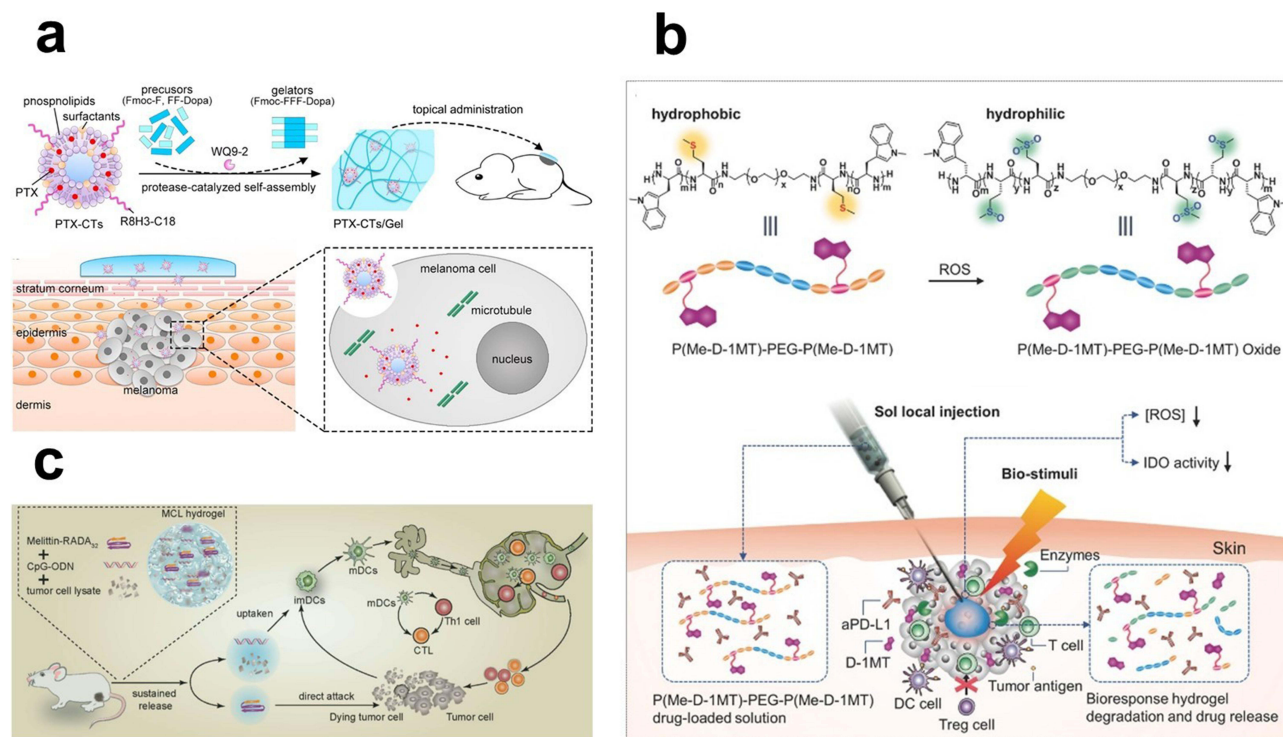 a
pnospnolipids
surfactants
precusors
(Fmoc-F, FF-Dopa)
gelators
(Fmoc-FFF-Dopa)
topical administration
WQ9-2
protease-catalyzed self-assembly
PTX
PTX-CTs
R8H3-C18
PTX-CTs/Gel
stratum corneum
epidermis
melanoma
dermis
melanoma cell
microtubule
nucleus
b
hydrophobic
hydrophilic
ROS
P(Me-D-1MT)-PEG-P(Me-D-1MT)
P(Me-D-1MT)-PEG-P(Me-D-1MT) Oxide
Sol local injection
[ROS]
IDO activity
Bio-stimuli
Enzymes
Skin
aPD-L1
D-1MT
T cell
Tumor antigen
DC cell
Treg cell
P(Me-D-1MT)-PEG-P(Me-D-1MT)
drug-loaded solution
Bioresponse hydrogel
degradation and drug release
c
MCL hydrogel
Melittin-RADA32
+
CpG-ODN
+
tumor cell lysate
mDCs
imDCs
uptaken
mDCs
Th1 cell
CTL
sustained
release
direct attack
Dying tumor cell
Tumor cell